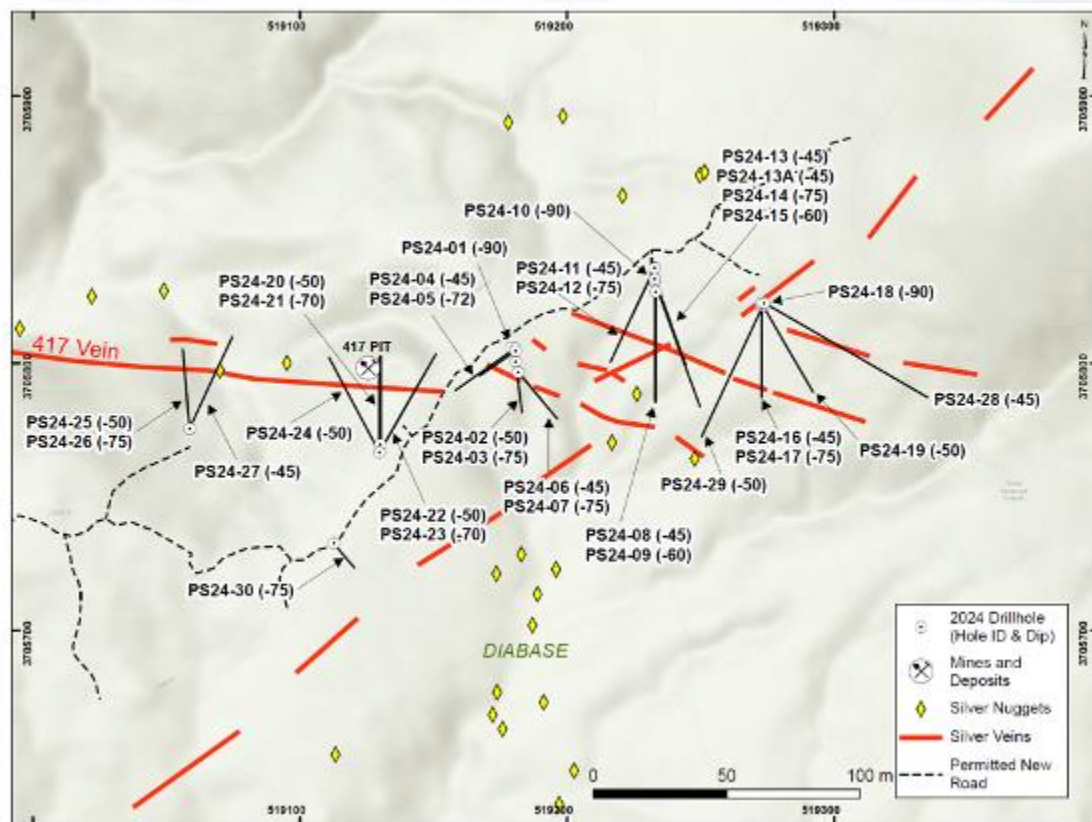 519100
519200
519300
3705900
3705900
PS24-13 (-45)
PS24-13A (-45)
PS24-14 (-75)
PS24-15 (-60)
PS24-10 (-90)
PS24-01 (-90)
PS24-20 (-50)
PS24-21 (-70)
PS24-04 (-45)
PS24-05 (-72)
PS24-11 (-45)
PS24-12 (-75)
PS24-18 (-90)
417 Vein
417 PIT
3705800
3705800
PS24-25 (-50)
PS24-26 (-75)
PS24-24 (-50)
PS24-27 (-45)
PS24-02 (-50)
PS24-03 (-75)
PS24-16 (-45)
PS24-17 (-75)
PS24-28 (-45)
PS24-19 (-50)
PS24-29 (-50)
PS24-06 (-45)
PS24-07 (-75)
PS24-22 (-50)
PS24-23 (-70)
PS24-08 (-45)
PS24-09 (-60)
PS24-30 (-75)
3705700
3705700
DIABASE
2024 Drillhole
(Hole ID & Dip)
Mines and
Deposits
Silver Nuggets
Silver Veins
Permitted New
Road
0
50
100 m
519100
519200
519300